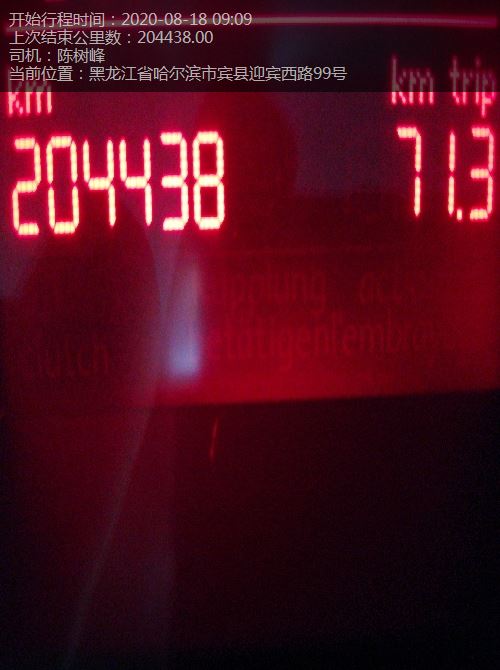 开始行程时间：2020-08-18 09:09
上次结束公里数：204438.00
司机：陈树峰
当前位置：黑龙江省哈尔滨市宾县迎宾西路99号
km km trip
204438 71.3